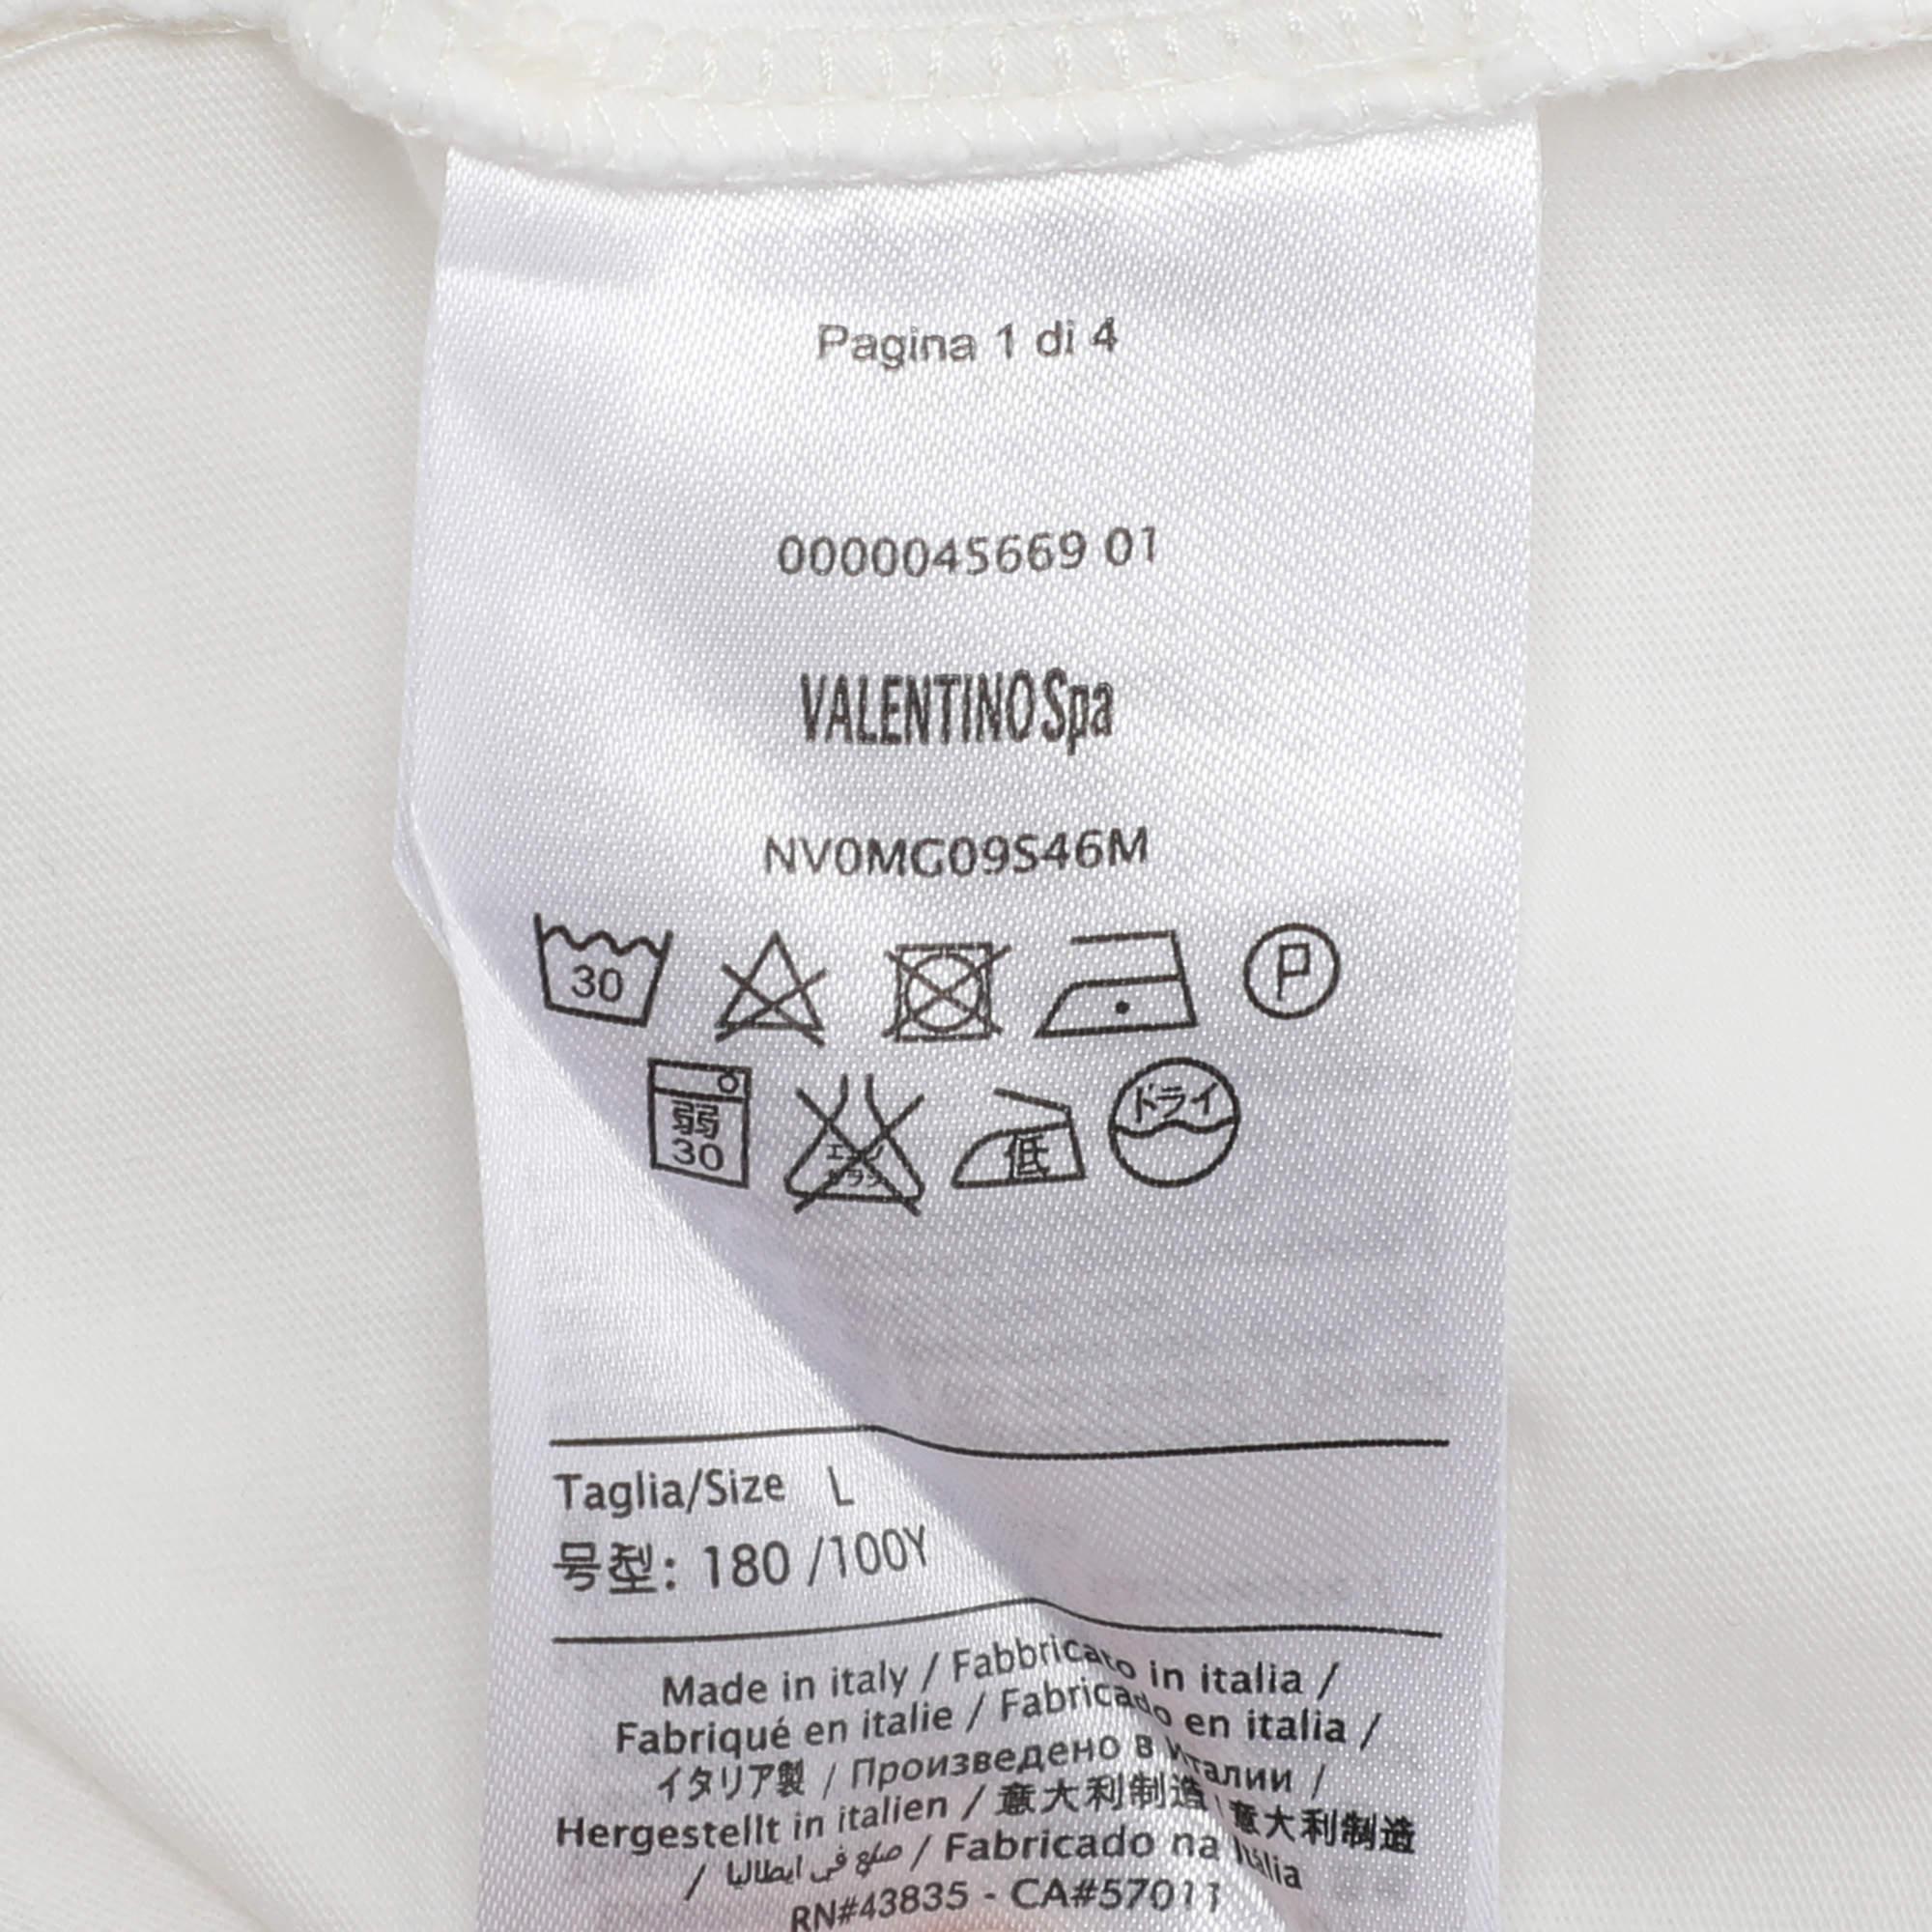 Pagina 1 di 4
0000045669 01
VALENTINO Spa
NV0MG09S46M
30 P
弱 30 低 ドライ
Taglia/Size L
号型: 180 /100Y
Made in italy / Fabbricato in italia /
Fabriqué en italie / Fabricado en italia /
イタリア製 / Произведено в Италии /
Hergestellt in italien / 意大利制造 意大利制造
/ صلع في ايطاليا / Fabricado na Itália
RN#43835 - CA#57011